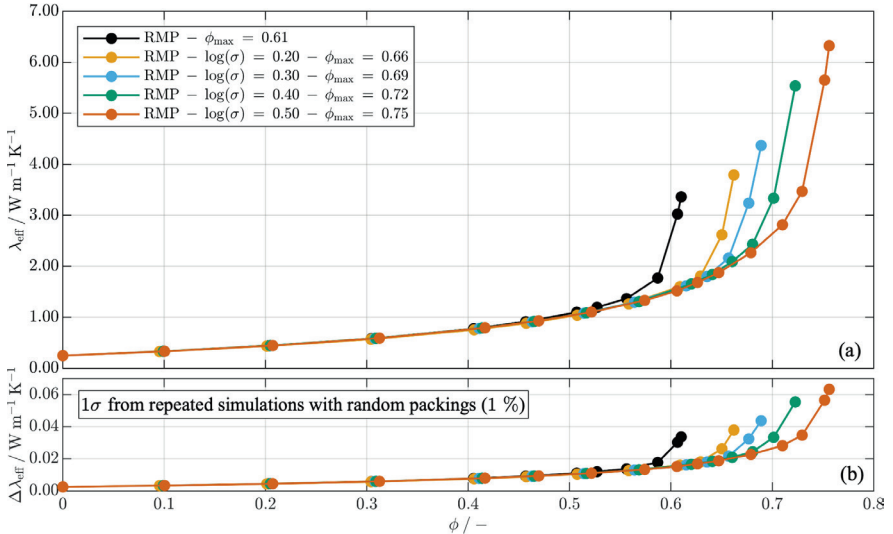 7.00
6.00
5.00
4.00
3.00
2.00
1.00
0.00
λeff / W m⁻¹ K⁻¹
RMP − ϕmax = 0.61
RMP − log(σ) = 0.20 − ϕmax = 0.66
RMP − log(σ) = 0.30 − ϕmax = 0.69
RMP − log(σ) = 0.40 − ϕmax = 0.72
RMP − log(σ) = 0.50 − ϕmax = 0.75
(a)
0.06
0.04
0.02
0.00
Δλeff / W m⁻¹ K⁻¹
1σ from repeated simulations with random packings (1 %)
(b)
0 0.1 0.2 0.3 0.4 0.5 0.6 0.7 0.8
ϕ / −